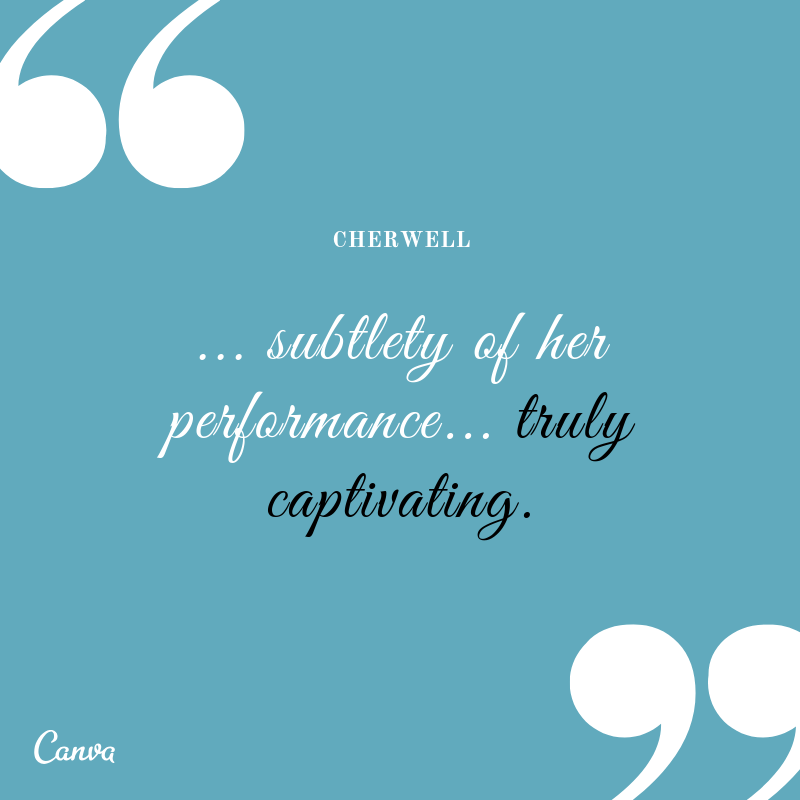 CHERWELL
... subtlety of her
performance... truly
captivating.
Canva